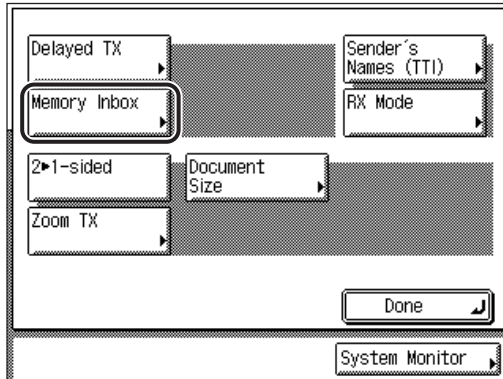 Delayed TX
Sender´s
Names (TTI)
Memory Inbox
RX Mode
2▶1-sided
Document
Size
Zoom TX
Done
System Monitor